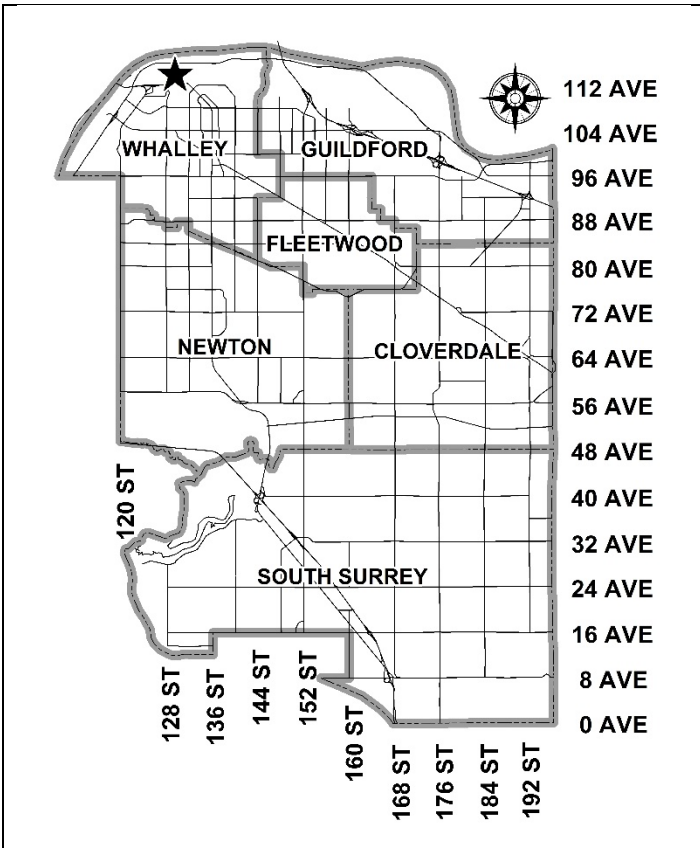 112 AVE
104 AVE
WHALLEY
GUILDFORD
96 AVE
88 AVE
FLEETWOOD
80 AVE
72 AVE
NEWTON
CLOVERDALE
64 AVE
56 AVE
48 AVE
120 ST
40 AVE
32 AVE
SOUTH SURREY
24 AVE
16 AVE
8 AVE
128 ST
136 ST
144 ST
152 ST
160 ST
0 AVE
168 ST
176 ST
184 ST
192 ST